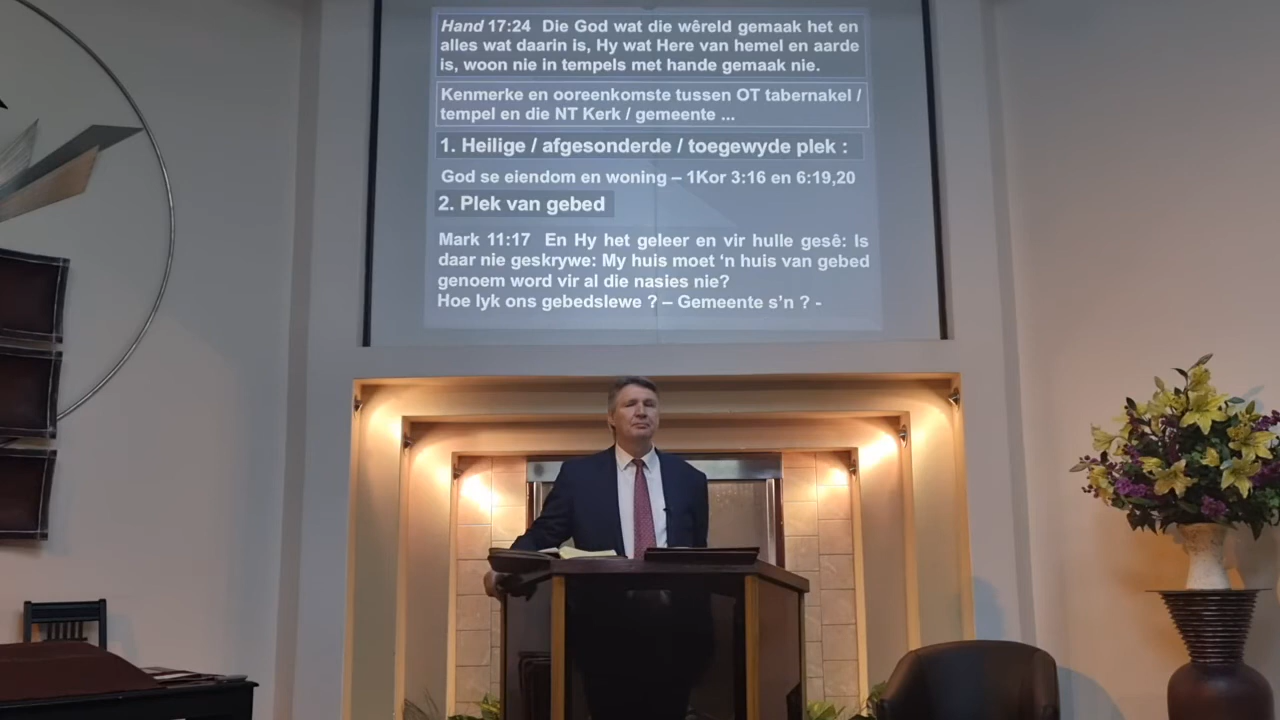 Hand 17:24 Die God wat die wêreld gemaak het en
alles wat daarin is, Hy wat Here van hemel en aarde
is, woon nie in tempels met hande gemaak nie.
Kenmerke en ooreenkomste tussen OT tabernakel /
tempel en die NT Kerk / gemeente ...
1. Heilige / afgesonderde / toegewyde plek :
God se eiendom en woning – 1Kor 3:16 en 6:19,20
2. Plek van gebed
Mark 11:17 En Hy het geleer en vir hulle gesê: Is
daar nie geskrywe: My huis moet ‘n huis van gebed
genoem word vir al die nasies nie?
Hoe lyk ons gebedslewe ? – Gemeente s’n ? -